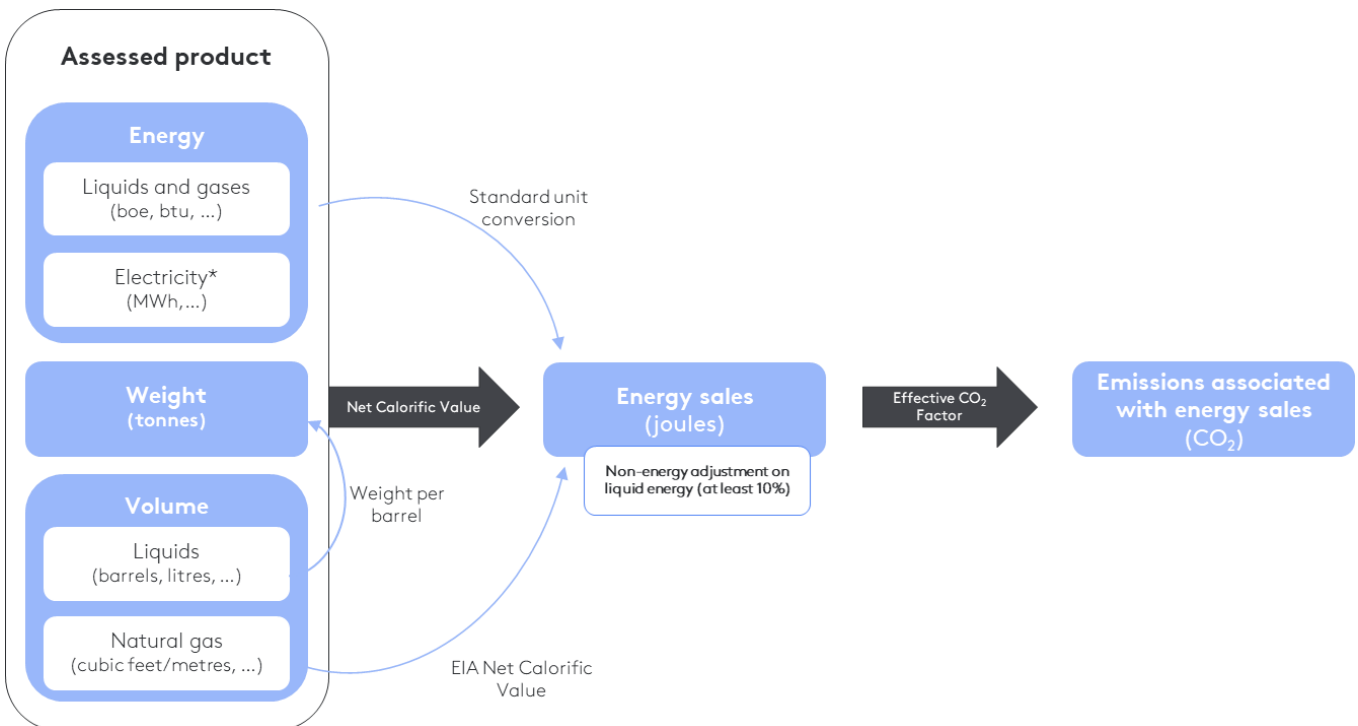 Assessed product
Energy
Liquids and gases
(boe, btu, ...)
Electricity*
(MWh,...)
Weight
(tonnes)
Volume
Liquids
(barrels, litres, ...)
Natural gas
(cubic feet/metres, ...)
Standard unit
conversion
Net Calorific Value
Weight per
barrel
EIA Net Calorific
Value
Energy sales
(joules)
Non-energy adjustment on
liquid energy (at least 10%)
Effective CO₂
Factor
Emissions associated
with energy sales
(CO₂)